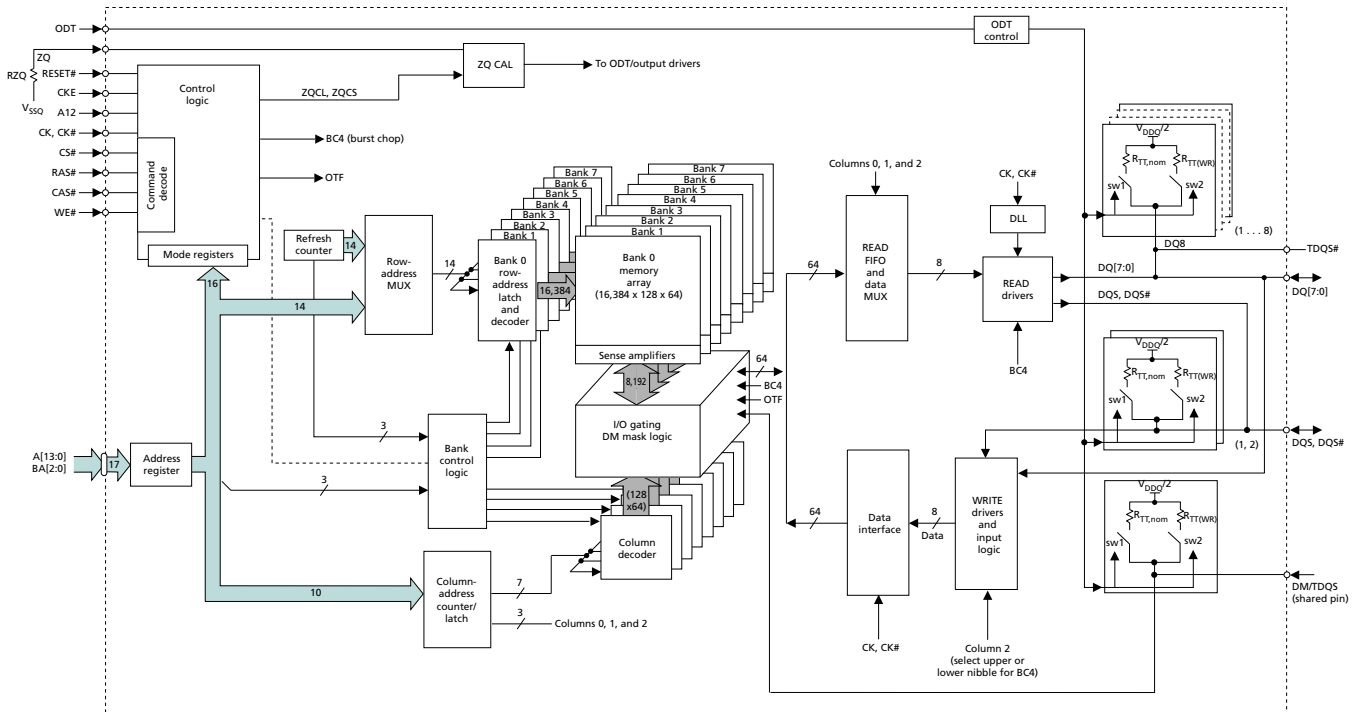 ODT
ODT
control
ZQ
RZQ
VSSQ
RESET#
CKE
A12
CK, CK#
CS#
RAS#
CAS#
WE#
Control
logic
Command
decode
Mode registers
ZQ CAL
To ODT/output drivers
ZQCL, ZQCS
BC4 (burst chop)
OTF
Refresh
counter
14
Row-
address
MUX
14
16
14
Bank 7
Bank 6
Bank 5
Bank 4
Bank 3
Bank 2
Bank 1
Bank 0
row-
address
latch
and
decoder
16,384
Bank 7
Bank 6
Bank 5
Bank 4
Bank 3
Bank 2
Bank 1
Bank 0
memory
array
(16,384 x 128 x 64)
Sense amplifiers
8,192
64
BC4
OTF
I/O gating
DM mask logic
(128
x64)
Column
decoder
3
3
Bank
control
logic
A[13:0]
BA[2:0]
17
Address
register
10
Column-
address
counter/
latch
7
3
Columns 0, 1, and 2
Columns 0, 1, and 2
64
READ
FIFO
and
data
MUX
8
CK, CK#
DLL
READ
drivers
BC4
DQ8
DQ[7:0]
DQS, DQS#
VDDQ/2
RTT,nom
RTT(WR)
sw1
sw2
(1 . . . 8)
TDQS#
DQ[7:0]
VDDQ/2
RTT,nom
RTT(WR)
sw1
sw2
(1, 2)
DQS, DQS#
VDDQ/2
RTT,nom
RTT(WR)
sw1
sw2
DM/TDQS
(shared pin)
64
Data
interface
8
Data
WRITE
drivers
and
input
logic
CK, CK#
Column 2
(select upper or
lower nibble for BC4)